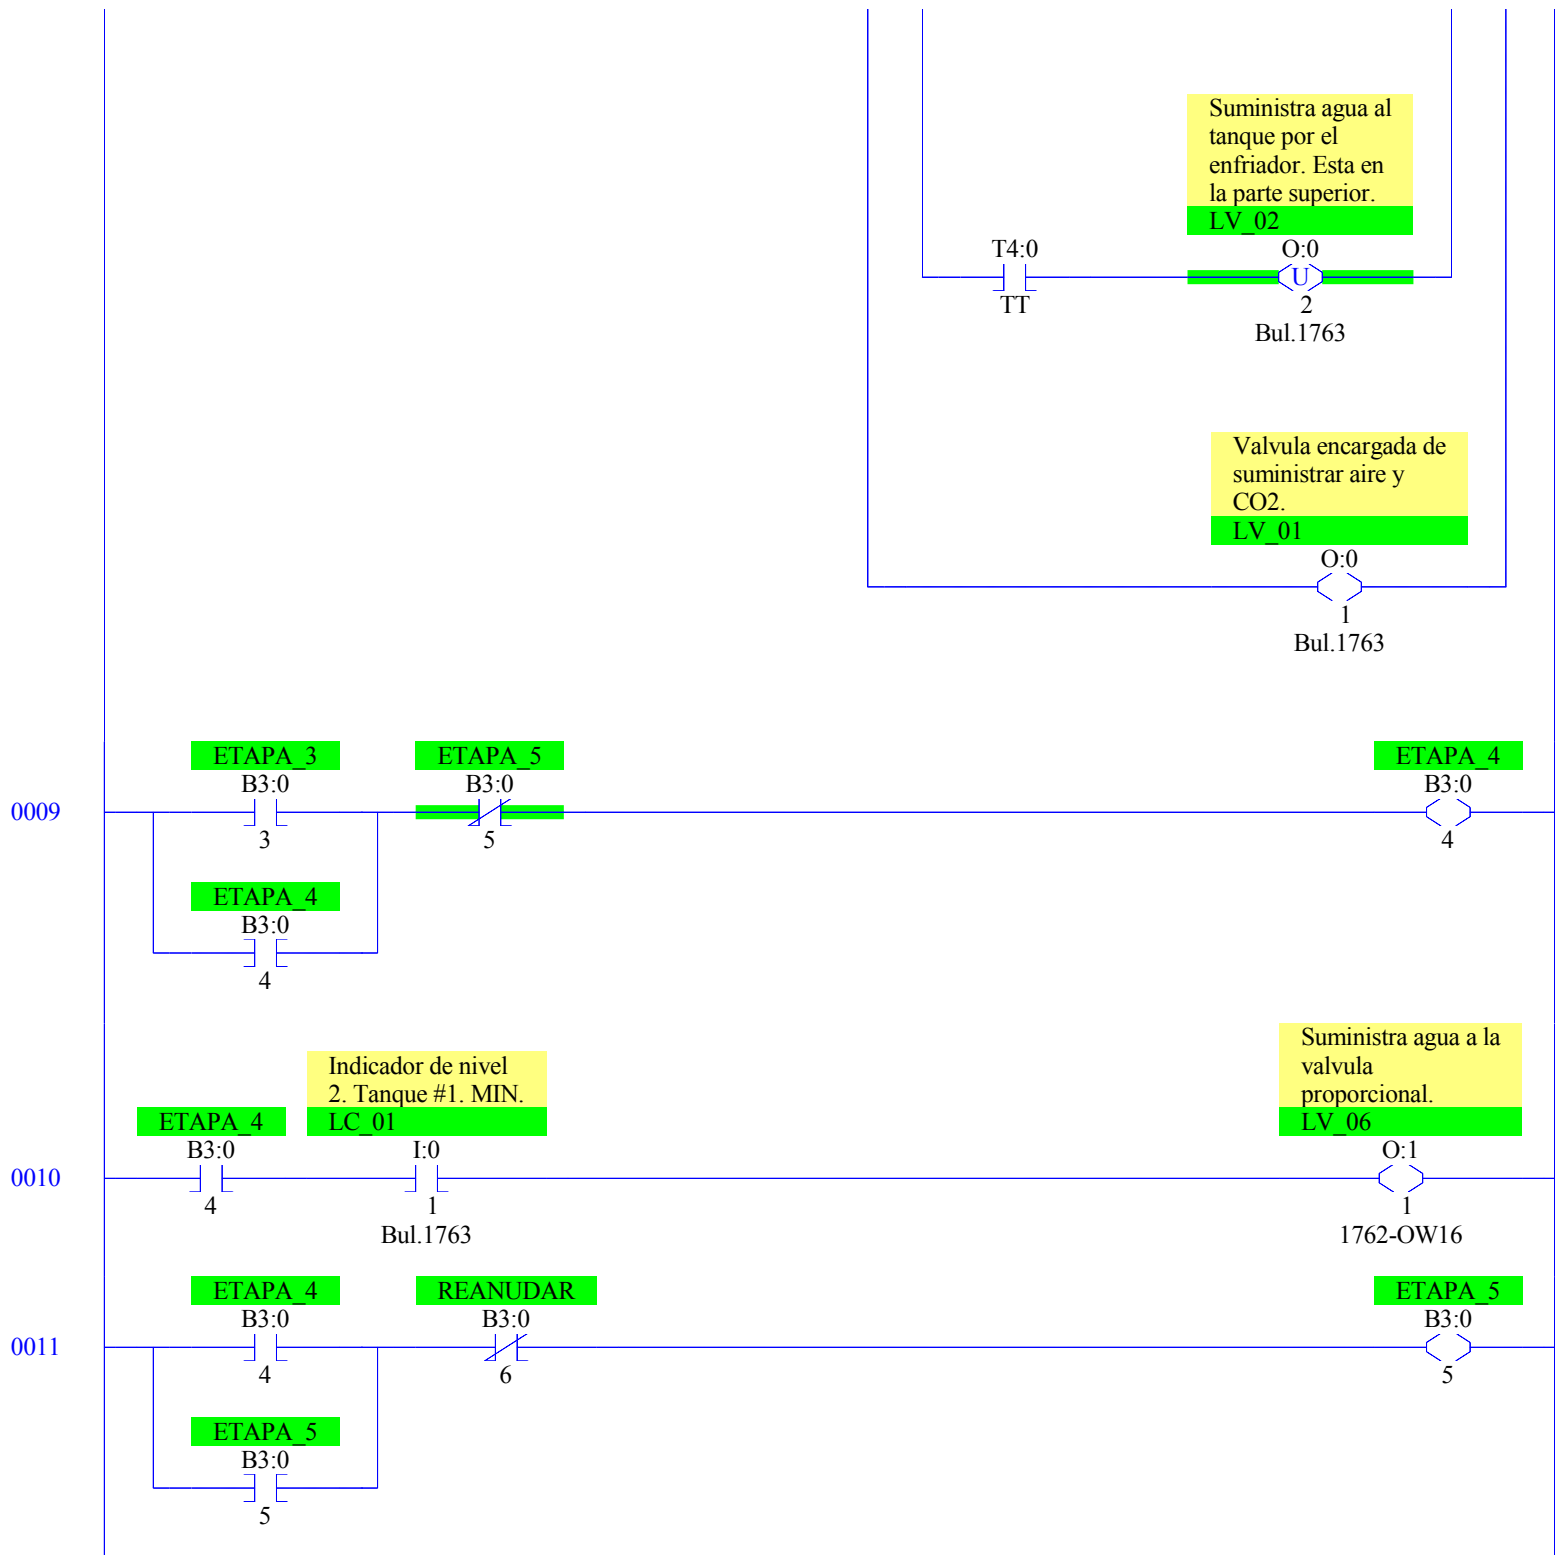 Suministra agua al
tanque por el
enfriador. Esta en
la parte superior.
LV_02
T4:0
O:0
U
TT
2
Bul.1763
Valvula encargada de
suministrar aire y
CO2.
LV_01
O:0
1
Bul.1763
ETAPA_3
ETAPA_5
ETAPA_4
B3:0
B3:0
B3:0
0009
3
5
4
ETAPA_4
B3:0
4
Suministra agua a la
valvula
proporcional.
LV_06
Indicador de nivel
2. Tanque #1. MIN.
LC_01
ETAPA_4
B3:0
I:0
O:1
0010
4
1
1
Bul.1763
1762-OW16
ETAPA_4
REANUDAR
ETAPA_5
B3:0
B3:0
B3:0
0011
4
6
5
ETAPA_5
B3:0
5